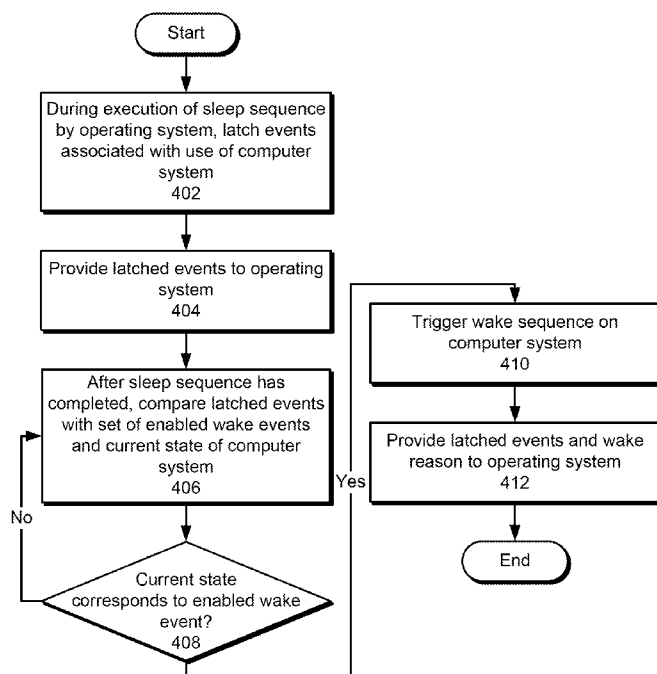 Start
During execution of sleep sequence
by operating system, latch events
associated with use of computer
system
402
Provide latched events to operating
system
404
After sleep sequence has
completed, compare latched events
with set of enabled wake events
and current state of computer
system
406
No
Current state
corresponds to enabled wake
event?
408
Yes
Trigger wake sequence on
computer system
410
Provide latched events and wake
reason to operating system
412
End